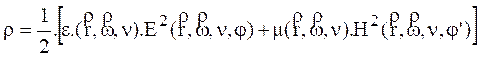 ρ = 1/2 .[ε.(r̊^ρ, ω̊^ρ, ν).E²(r̊^ρ, ω̊^ρ, ν, φ) + μ(r̊^ρ, ω̊^ρ, ν).H²(r̊^ρ, ω̊^ρ, ν, φ')]